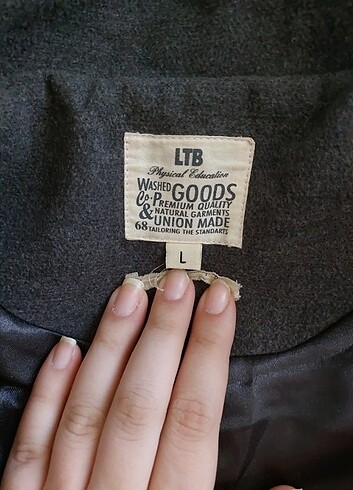 LTB
Physical Education
WASHED GOODS
Co·PREMIUM QUALITY
& NATURAL GARMENTS
UNION MADE
68 TAILORING THE STANDARTS
L